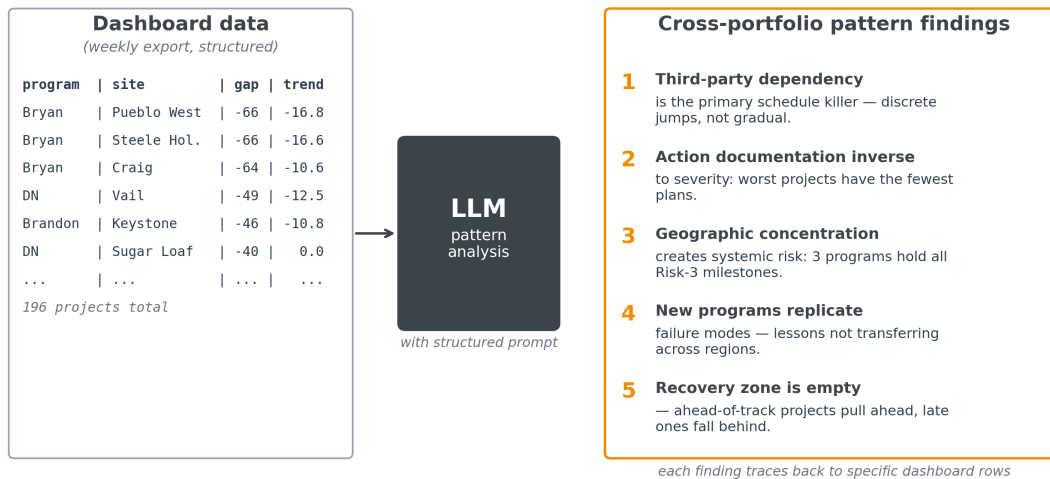 Dashboard data
(weekly export, structured)
program | site | gap | trend
Bryan | Pueblo West | -66 | -16.8
Bryan | Steele Hol. | -66 | -16.6
Bryan | Craig | -64 | -10.6
DN | Vail | -49 | -12.5
Brandon | Keystone | -46 | -10.8
DN | Sugar Loaf | -40 | 0.0
... | ... | ... | ...
196 projects total
LLM
pattern
analysis
with structured prompt
Cross-portfolio pattern findings
1 Third-party dependency
is the primary schedule killer — discrete
jumps, not gradual.
2 Action documentation inverse
to severity: worst projects have the fewest
plans.
3 Geographic concentration
creates systemic risk: 3 programs hold all
Risk-3 milestones.
4 New programs replicate
failure modes — lessons not transferring
across regions.
5 Recovery zone is empty
— ahead-of-track projects pull ahead, late
ones fall behind.
each finding traces back to specific dashboard rows